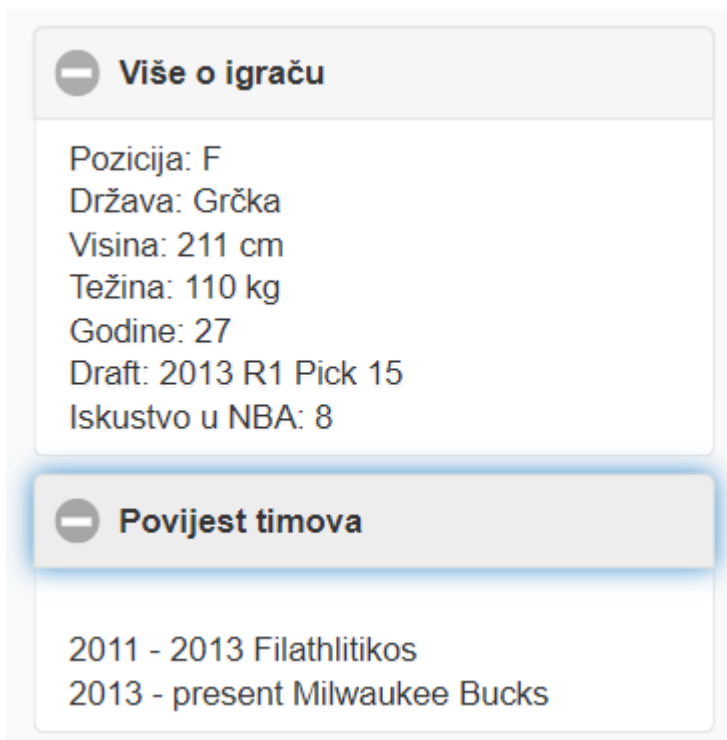 Više o igraču
Pozicija: F
Država: Grčka
Visina: 211 cm
Težina: 110 kg
Godine: 27
Draft: 2013 R1 Pick 15
Iskustvo u NBA: 8
Povijest timova
2011 - 2013 Filathlitikos
2013 - present Milwaukee Bucks